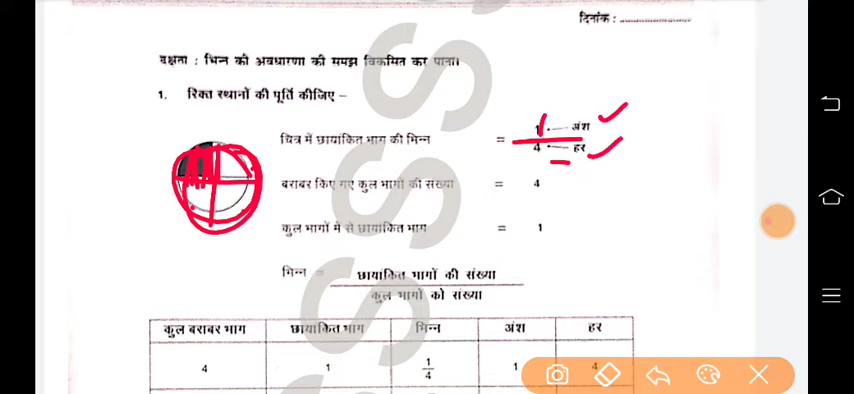 दिनांक :
दक्षता : भिन्न की अवधारणा की समझ विकसित कर पाना।
1. रिक्त स्थानों की पूर्ति कीजिए –
चित्र में छायांकित भाग की भिन्न = 1 अंश
4 हर
बराबर किए गए कुल भागों की संख्या = 4
कुल भागों में से छायांकित भाग = 1
भिन्न = छायांकित भागों की संख्या
कुल भागों को संख्या
कुल बराबर भाग छायांकित भाग भिन्न अंश हर
4 1 1/4 1 4